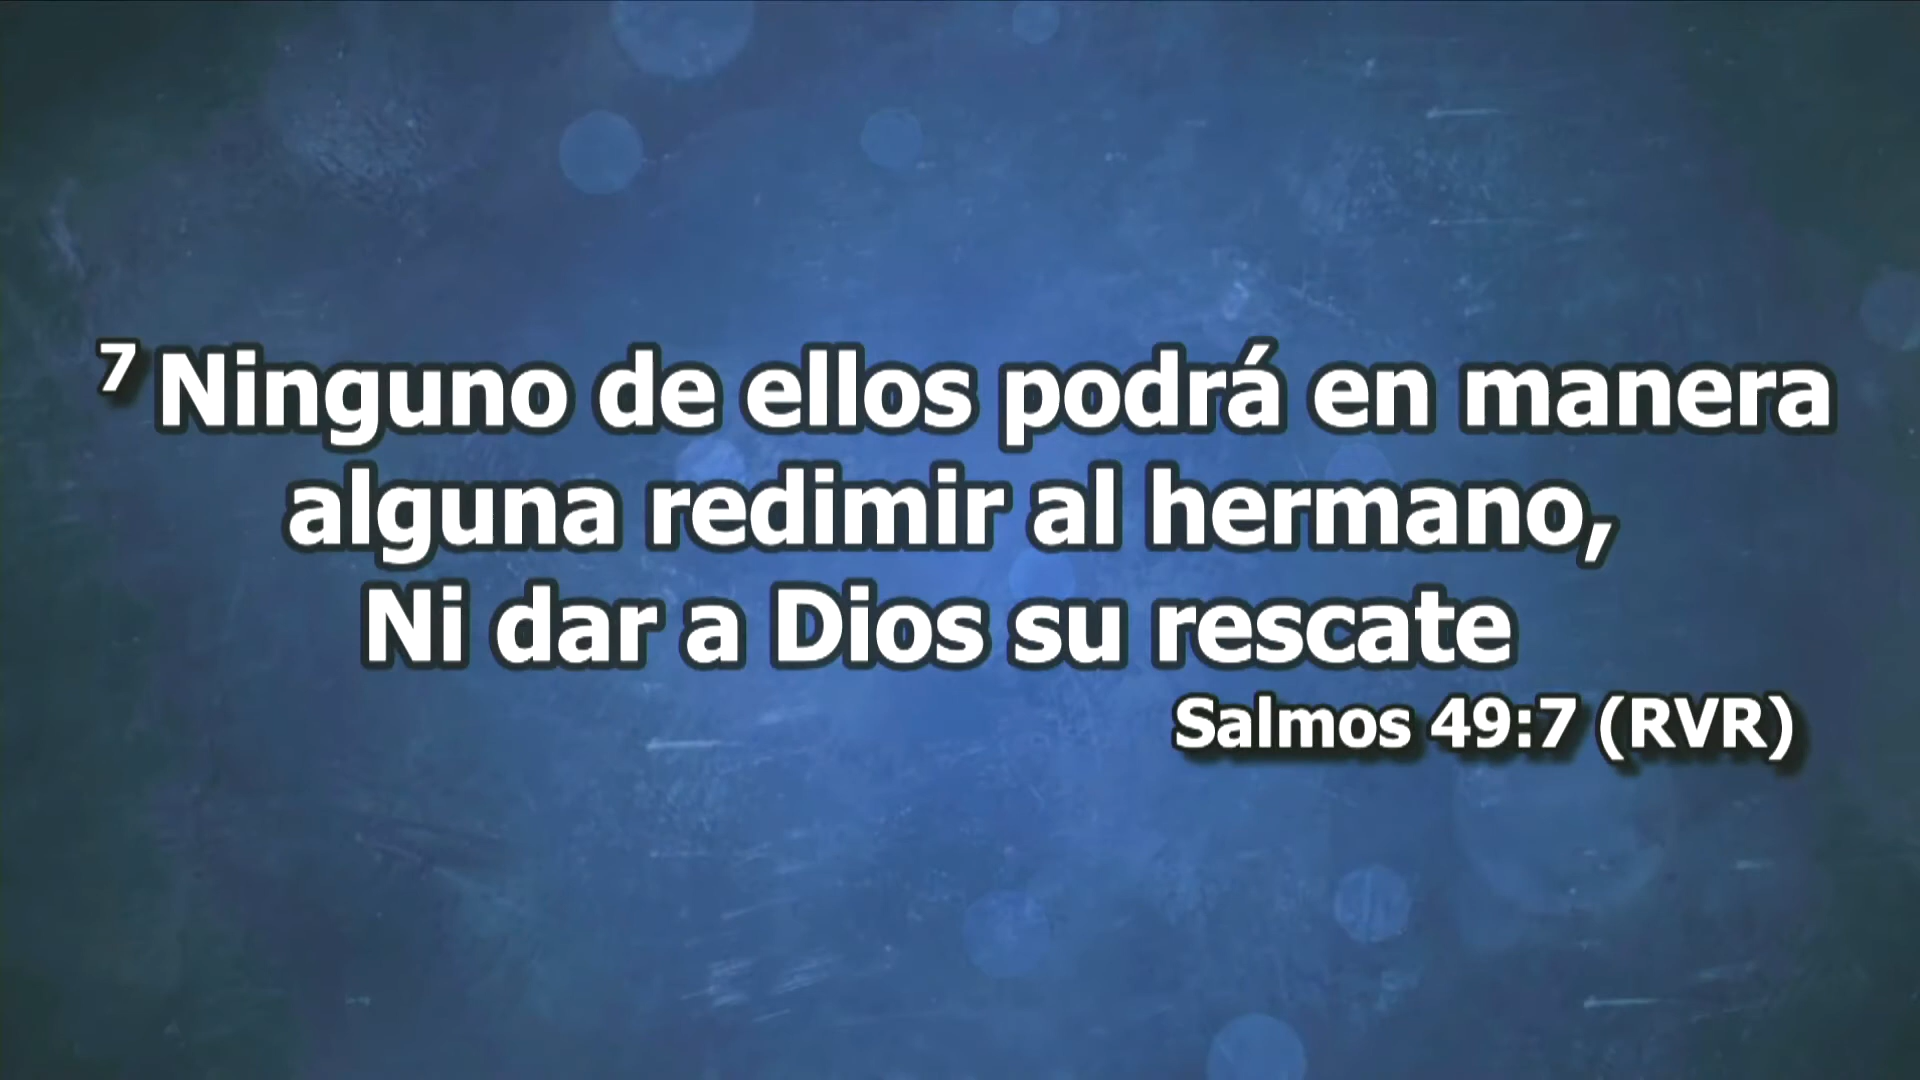 7 Ninguno de ellos podrá en manera
alguna redimir al hermano,
Ni dar a Dios su rescate
Salmos 49:7 (RVR)